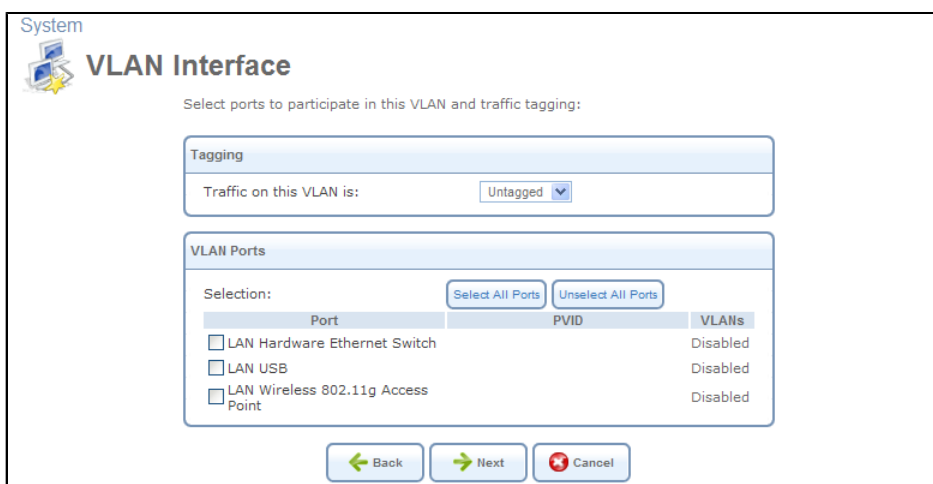 System
VLAN Interface
Select ports to participate in this VLAN and traffic tagging:
Tagging
Traffic on this VLAN is: Untagged
VLAN Ports
Selection: Select All Ports Unselect All Ports
Port PVID VLANs
LAN Hardware Ethernet Switch Disabled
LAN USB Disabled
LAN Wireless 802.11g Access
Point Disabled
Back Next Cancel